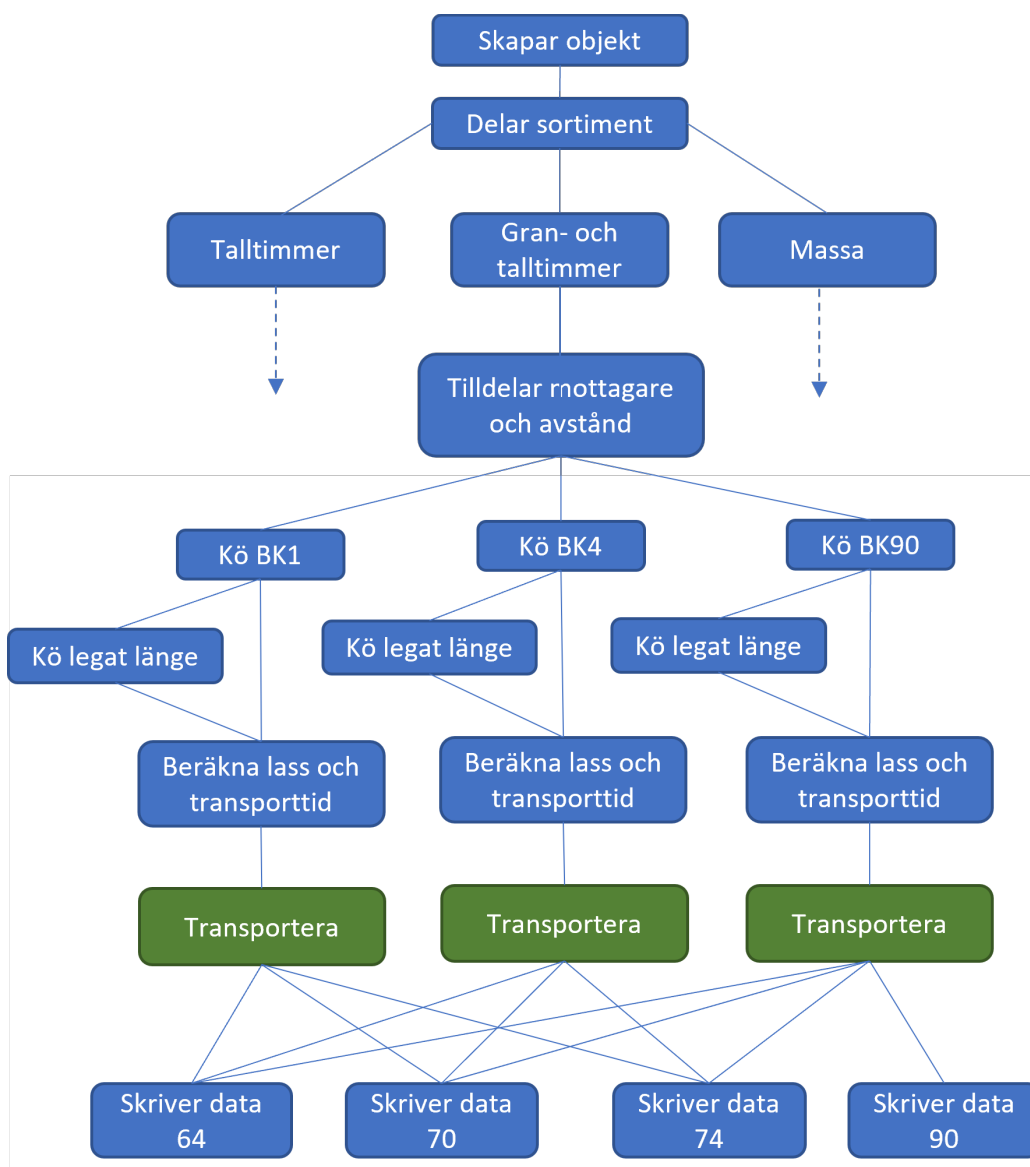 Skapar objekt
Delar sortiment
Talltimmer
Gran- och
talltimmer
Massa
Tilldelar mottagare
och avstånd
Kö BK1
Kö BK4
Kö BK90
Kö legat länge
Kö legat länge
Kö legat länge
Beräkna lass och
transporttid
Beräkna lass och
transporttid
Beräkna lass och
transporttid
Transportera
Transportera
Transportera
Skriver data
64
Skriver data
70
Skriver data
74
Skriver data
90